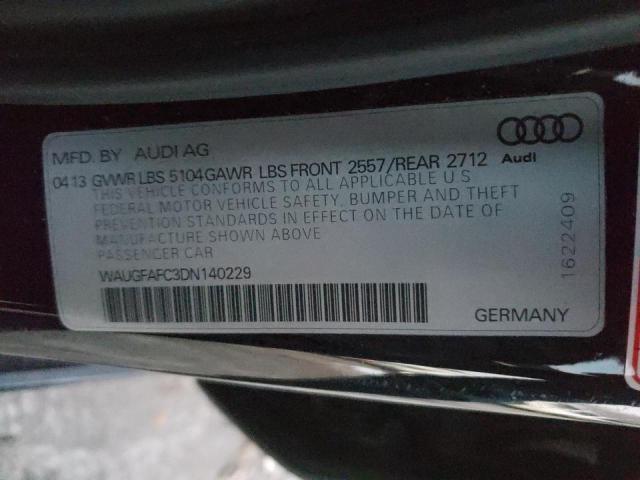 MFD. BY AUDI AG
Audi
0413 GVWR LBS 5104 GAWR LBS FRONT 2557/REAR 2712
THIS VEHICLE CONFORMS TO ALL APPLICABLE U.S
FEDERAL MOTOR VEHICLE SAFETY, BUMPER AND THEFT
PREVENTION STANDARDS IN EFFECT ON THE DATE OF
MANUFACTURE SHOWN ABOVE
PASSENGER CAR
WAUGFAFC3DN140229
GERMANY
1622409